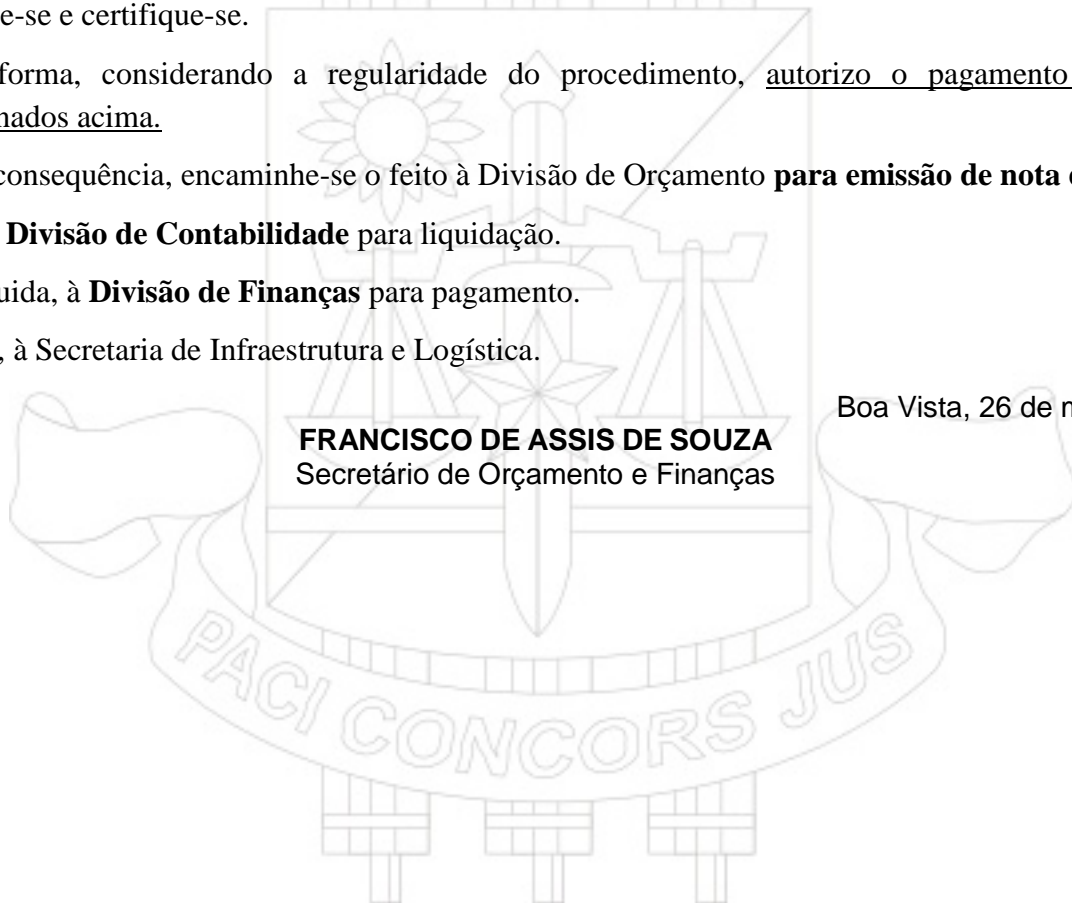 e-se e certifique-se.
forma, considerando a regularidade do procedimento, autorizo o pagamento
nados acima.
consequência, encaminhe-se o feito à Divisão de Orçamento para emissão de nota
Divisão de Contabilidade para liquidação.
uida, à Divisão de Finanças para pagamento.
, à Secretaria de Infraestrutura e Logística.
Boa Vista, 26 de
FRANCISCO DE ASSIS DE SOUZA
Secretário de Orçamento e Finanças
PACI CONCORS JUS